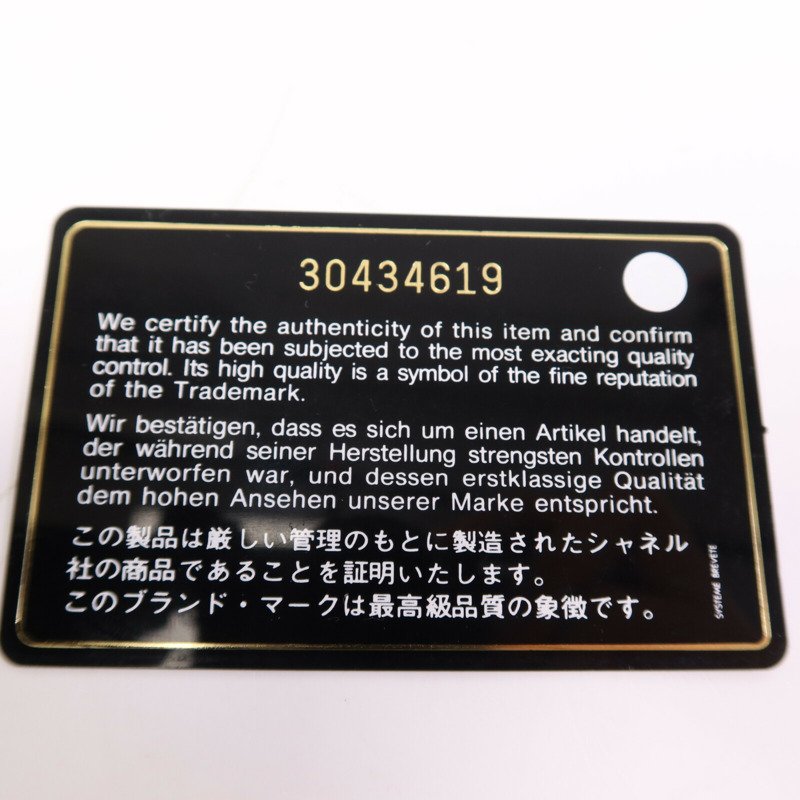 30434619
We certify the authenticity of this item and confirm
that it has been subjected to the most exacting quality
control. Its high quality is a symbol of the fine reputation
of the Trademark.
Wir bestätigen, dass es sich um einen Artikel handelt,
der während seiner Herstellung strengsten Kontrollen
unterworfen war, und dessen erstklassige Qualität
dem hohen Ansehen unserer Marke entspricht.
この製品は厳しい管理のもとに製造されたシャネル
社の商品であることを証明いたします。
このブランド・マークは最高級品質の象徴です。
SYSTEME BREVETE